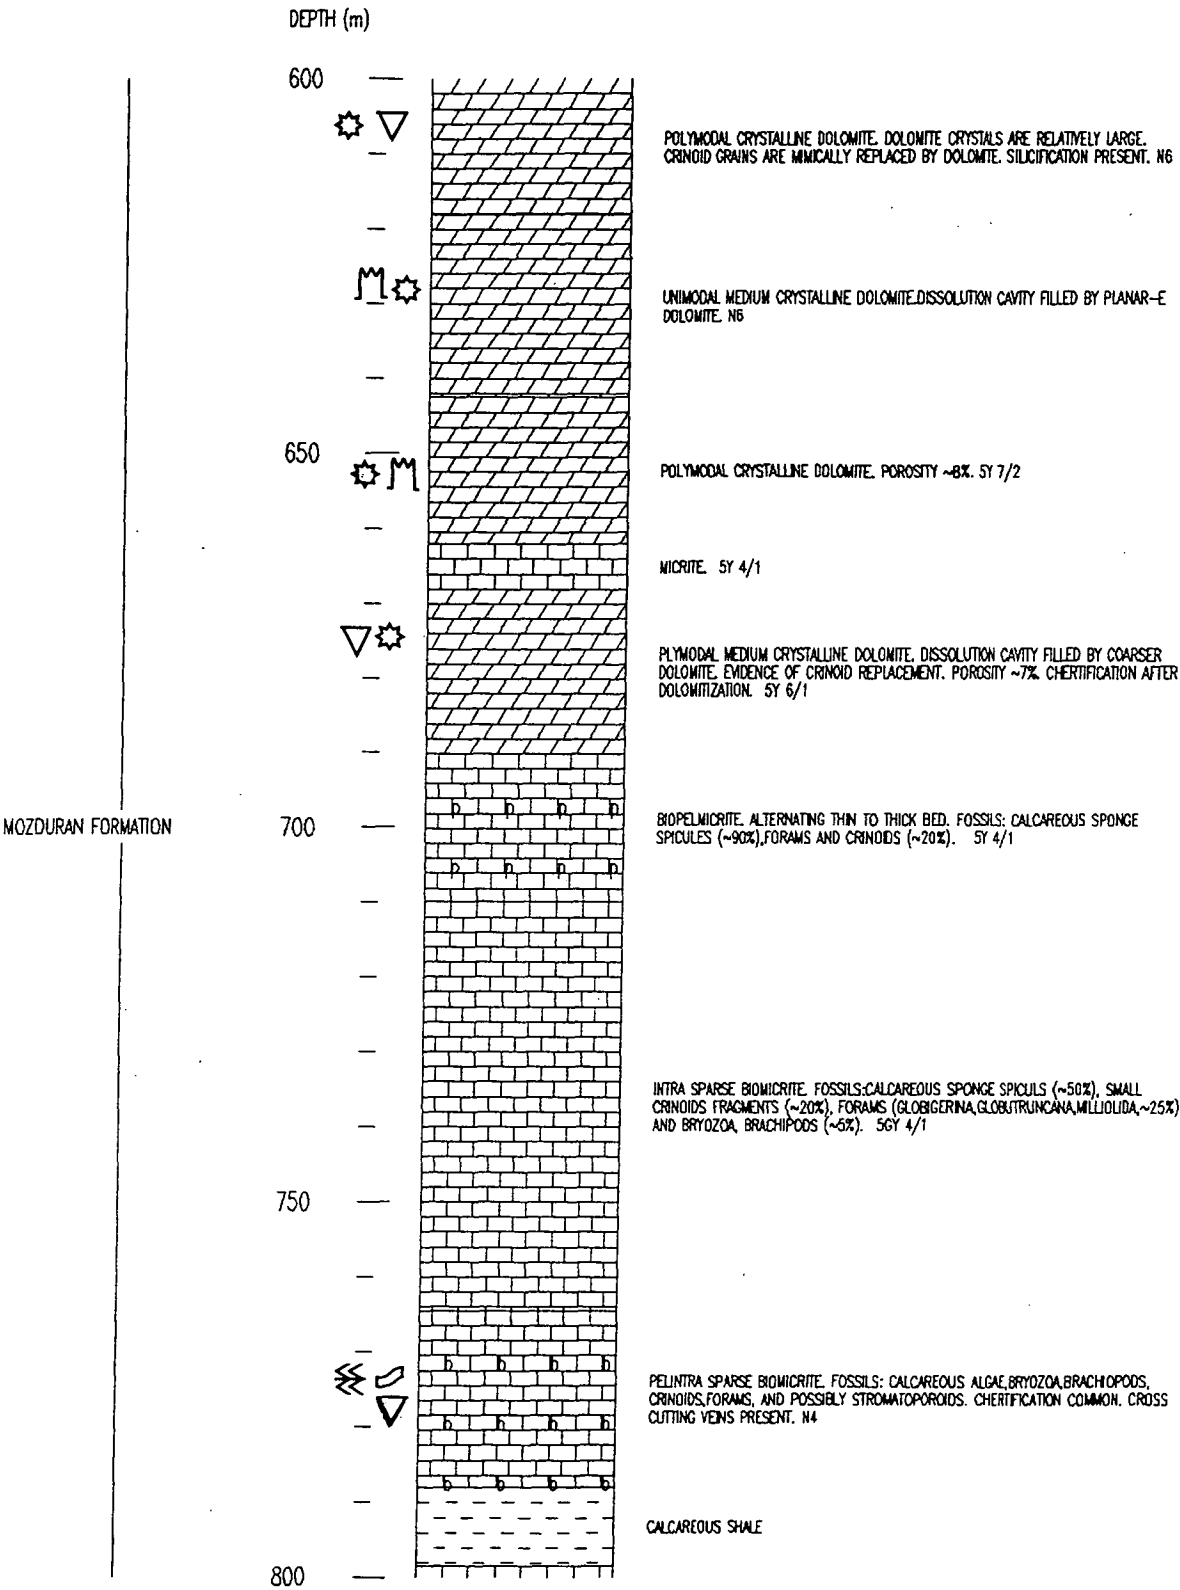 DEPTH (m)
600
POLYMODAL CRYSTALLINE DOLOMITE. DOLOMITE CRYSTALS ARE RELATIVELY LARGE.
CRINOID GRAINS ARE MIMICALLY REPLACED BY DOLOMITE. SILICIFICATION PRESENT. N6
UNIMODAL MEDIUM CRYSTALLINE DOLOMITE.DISSOLUTION CAVITY FILLED BY PLANAR-E
DOLOMITE. N6
650
POLYMODAL CRYSTALLINE DOLOMITE. POROSITY ~8%. 5Y 7/2
MICRITE. 5Y 4/1
PLYMODAL MEDIUM CRYSTALLINE DOLOMITE. DISSOLUTION CAVITY FILLED BY COARSER
DOLOMITE. EVIDENCE OF CRINOID REPLACEMENT. POROSITY ~7%. CHERTIFICATION AFTER
DOLOMITIZATION. 5Y 6/1
MOZDURAN FORMATION
700
BIOPELMICRITE. ALTERNATING THIN TO THICK BED. FOSSILS: CALCAREOUS SPONGE
SPICULES (~90%),FORAMS AND CRINOIDS (~20%). 5Y 4/1
INTRA SPARSE BIOMICRITE. FOSSILS:CALCAREOUS SPONGE SPICULS (~50%), SMALL
CRINOIDS FRAGMENTS (~20%), FORAMS (GLOBIGERINA,GLOBUTRUNCANA,MILLIOLIDA,~25%)
AND BRYOZOA, BRACHIPODS (~5%). 5GY 4/1
750
PELINTRA SPARSE BIOMICRITE. FOSSILS: CALCAREOUS ALGAE,BRYOZOA,BRACHIOPODS,
CRINOIDS,FORAMS, AND POSSIBLY STROMATOPOROIDS. CHERTIFICATION COMMON. CROSS
CUTTING VEINS PRESENT. N4
CALCAREOUS SHALE
800